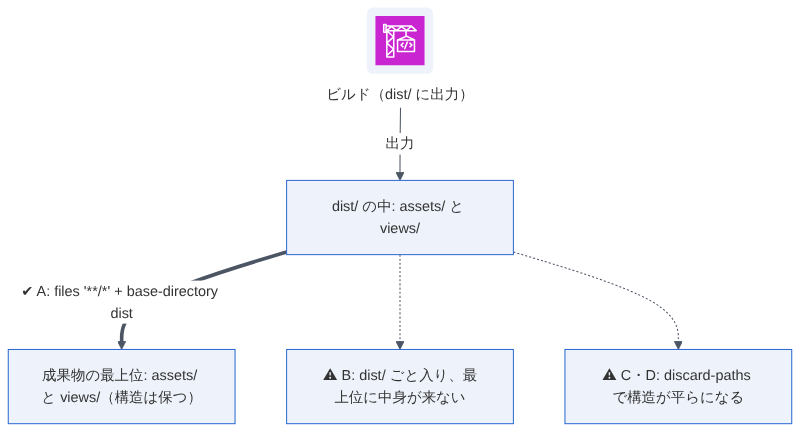 ビルド（dist/ に出力）
出力
dist/ の中: assets/ と
views/
✔ A: files '**/*' + base-directory
dist
成果物の最上位: assets/
と views/（構造は保つ）
⚠ B: dist/ ごと入り、最
上位に中身が来ない
⚠ C・D: discard-paths
で構造が平らになる